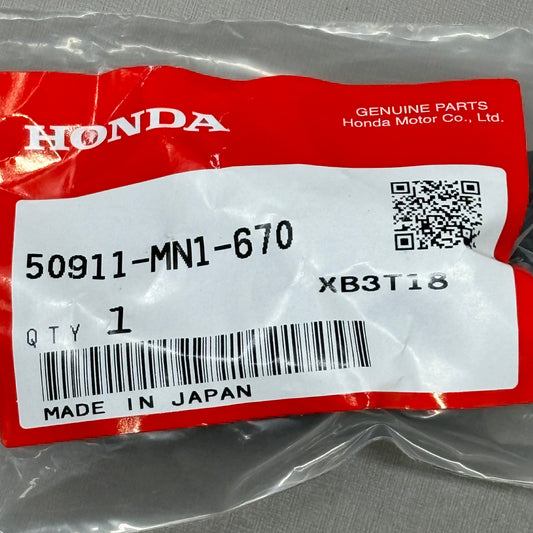 HONDA
GENUINE PARTS
Honda Motor Co., Ltd.
50911-MN1-670
XB3T18
QTY 1
MADE IN JAPAN